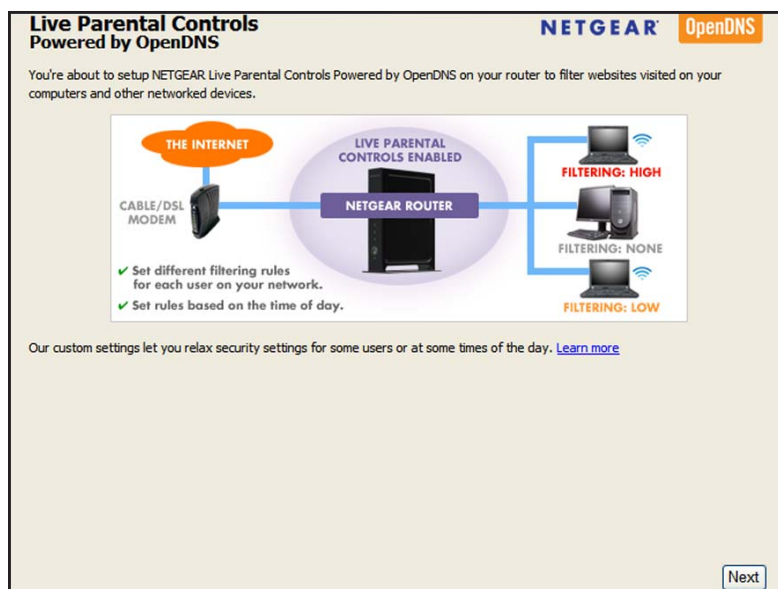 Live Parental Controls
Powered by OpenDNS
NETGEAR
OpenDNS
You're about to setup NETGEAR Live Parental Controls Powered by OpenDNS on your router to filter websites visited on your
computers and other networked devices.
THE INTERNET
CABLE/DSL
MODEM
LIVE PARENTAL
CONTROLS ENABLED
NETGEAR ROUTER
FILTERING: HIGH
FILTERING: NONE
FILTERING: LOW
✔ Set different filtering rules
for each user on your network.
✔ Set rules based on the time of day.
Our custom settings let you relax security settings for some users or at some times of the day. Learn more
Next